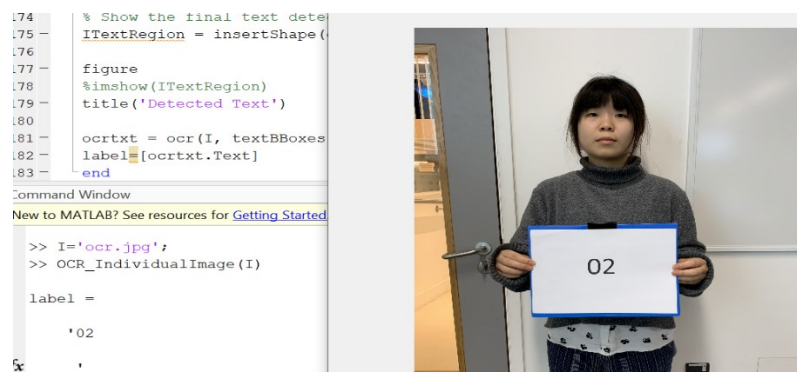 174 % Show the final text dete
175 - ITextRegion = insertShape(
176
177 - figure
178 %imshow(ITextRegion)
179 - title('Detected Text')
180
181 - ocrtxt = ocr(I, textBBoxes
182 - label=[ocrtxt.Text]
183 - end
Command Window
New to MATLAB? See resources for Getting Started
>> I='ocr.jpg';
>> OCR_IndividualImage(I)
label =
'02
'
fx
02